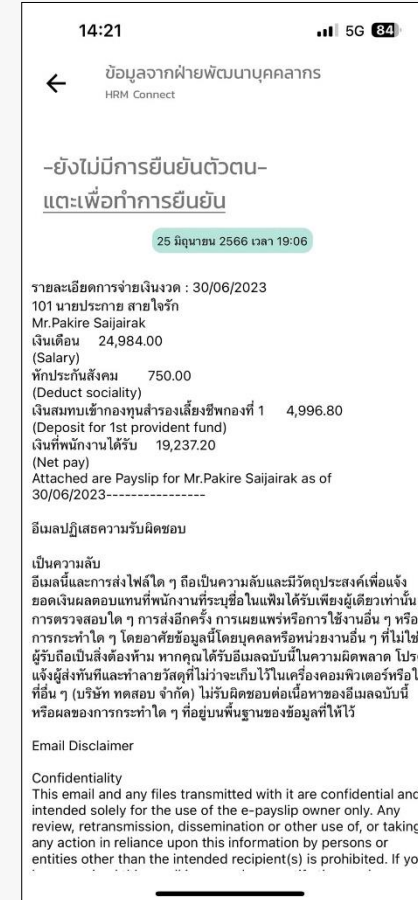 14:21
5G 84
ข้อมูลจากฝ่ายพัฒนาบุคคลากร
HRM Connect
-ยังไม่มีการยืนยันตัวตน-
แตะเพื่อทำการยืนยัน
25 มิถุนายน 2566 เวลา 19:06
รายละเอียดการจ่ายเงินงวด : 30/06/2023
101 นายประกาย สายใจรัก
Mr.Pakire Saijairak
เงินเดือน 24,984.00
(Salary)
หักประกันสังคม 750.00
(Deduct sociality)
เงินสมทบเข้ากองทุนสำรองเลี้ยงชีพกองที่ 1 4,996.80
(Deposit for 1st provident fund)
เงินที่พนักงานได้รับ 19,237.20
(Net pay)
Attached are Payslip for Mr.Pakire Saijairak as of
30/06/2023----------------
อีเมลปฏิเสธความรับผิดชอบ
เป็นความลับ
อีเมลนี้และการส่งไฟล์ใด ๆ ถือเป็นความลับและมีวัตถุประสงค์เพื่อแจ้ง
ยอดเงินผลตอบแทนที่พนักงานที่ระบุชื่อในแฟ้มได้รับเพียงผู้เดียวเท่านั้น
การตรวจสอบใด ๆ การส่งอีกครั้ง การเผยแพร่หรือการใช้งานอื่น ๆ หรือ
การกระทำใด ๆ โดยอาศัยข้อมูลนี้โดยบุคคลหรือหน่วยงานอื่น ๆ ที่ไม่ใช่
ผู้รับถือเป็นสิ่งต้องห้าม หากคุณได้รับอีเมลฉบับนี้ในความผิดพลาด
แจ้งผู้ส่งทันทีและทำลายวัสดุที่ไม่ว่าจะเก็บไว้ในเครื่องคอมพิวเตอร์หรือ
ที่อื่น ๆ (บริษัท ทดสอบ จำกัด) ไม่รับผิดชอบต่อเนื้อหาของอีเมลฉบับนี้
หรือผลของการกระทำใด ๆ ที่อยู่บนพื้นฐานของข้อมูลที่ให้ไว้
Email Disclaimer
Confidentiality
This email and any files transmitted with it are confidential and
intended solely for the use of the e-payslip owner only. Any
review, retransmission, dissemination or other use of, or taking
any action in reliance upon this information by persons or
entities other than the intended recipient(s) is prohibited. If